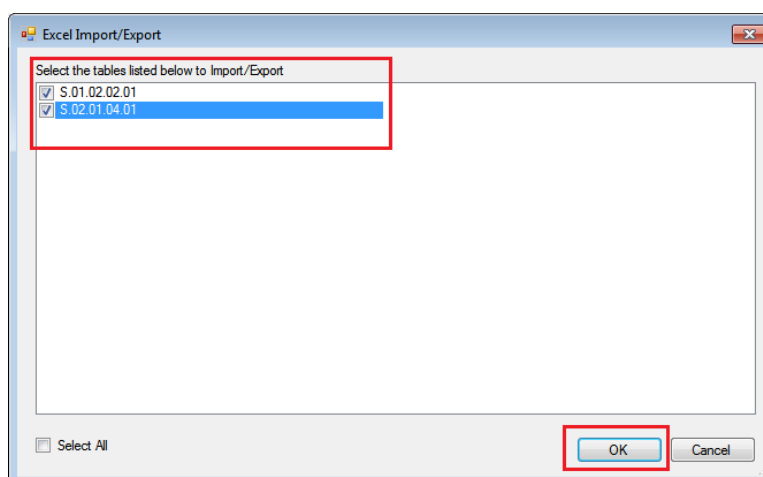 Excel Import/Export
Select the tables listed below to Import/Export
S.01.02.02.01
S.02.01.04.01
Select All
OK
Cancel